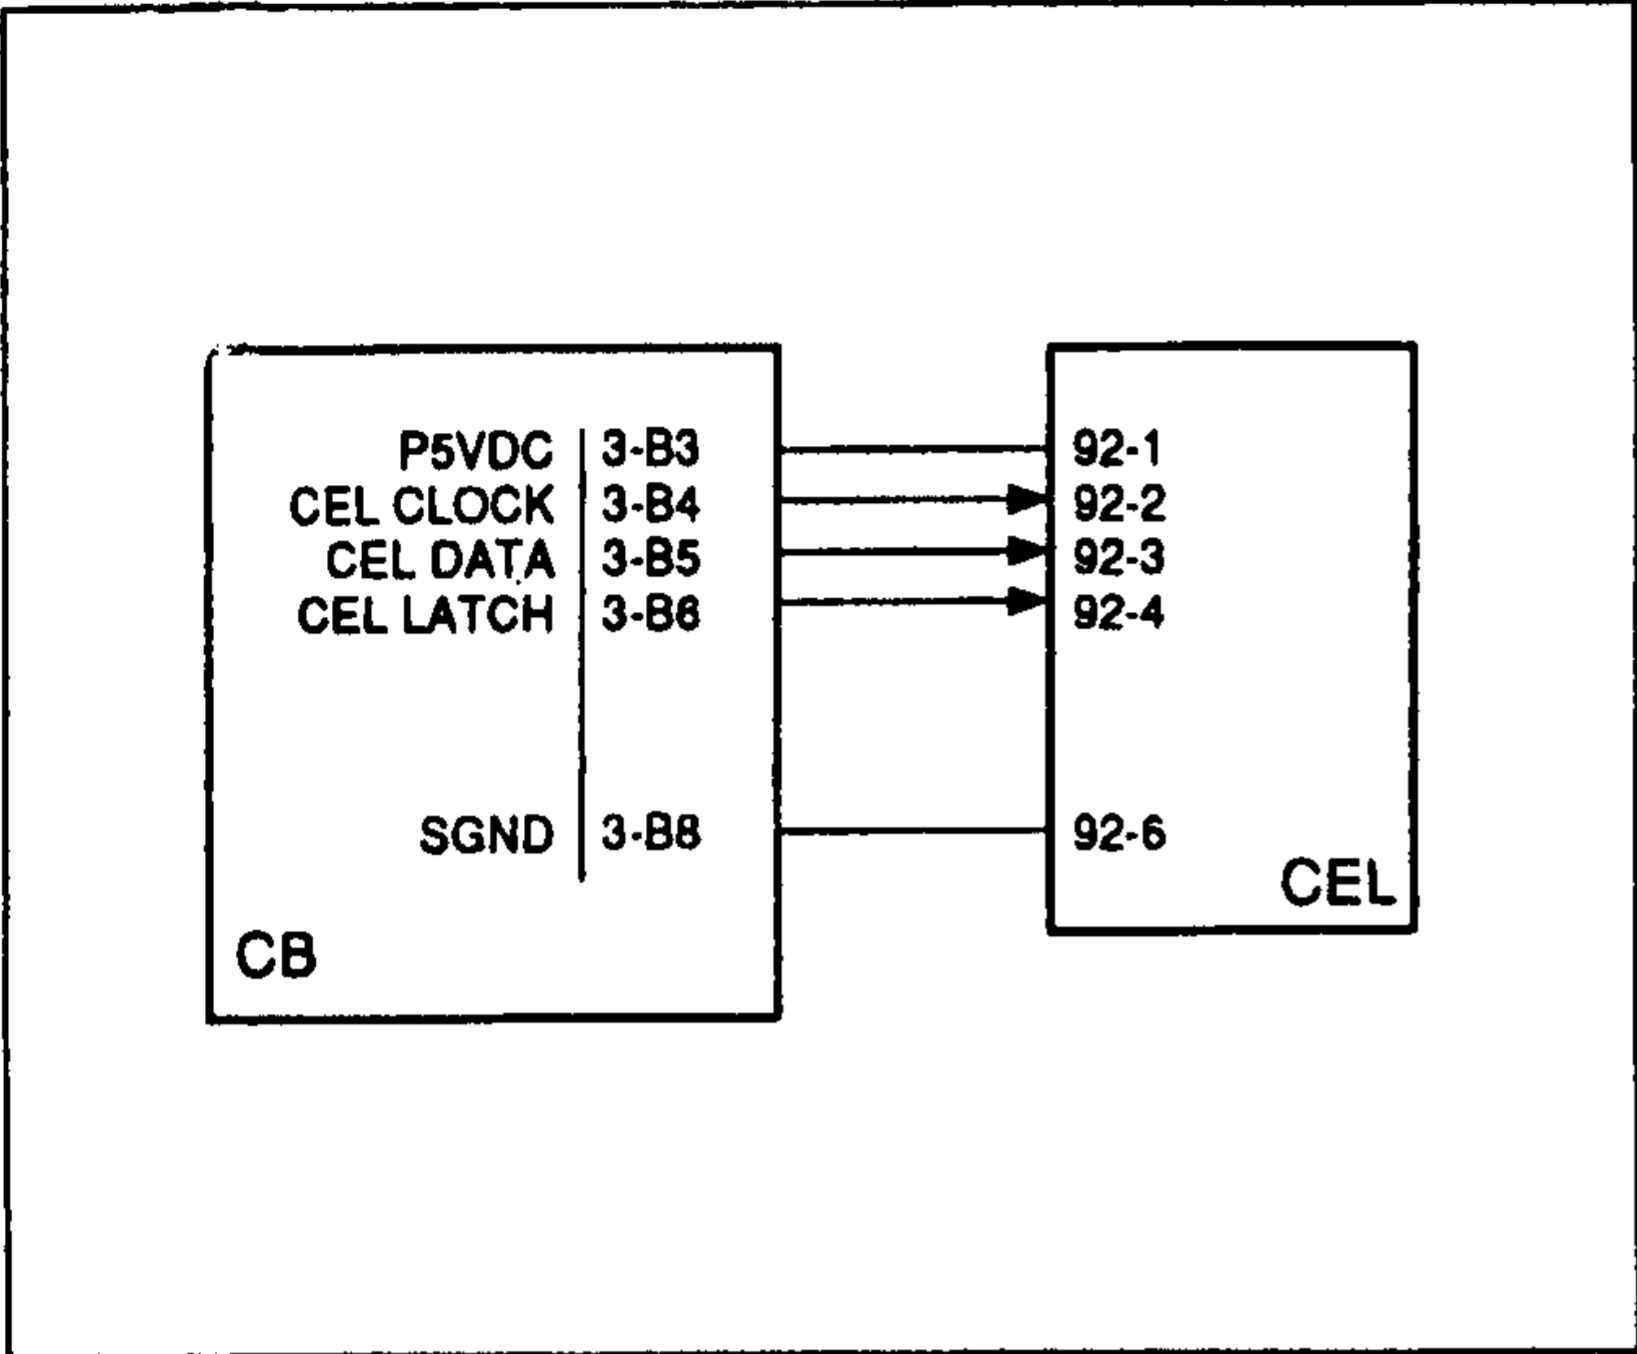 P5VDC 3-B3 92-1
CEL CLOCK 3-B4 92-2
CEL DATA 3-B5 92-3
CEL LATCH 3-B6 92-4
SGND 3-B8 92-6
CEL
CB